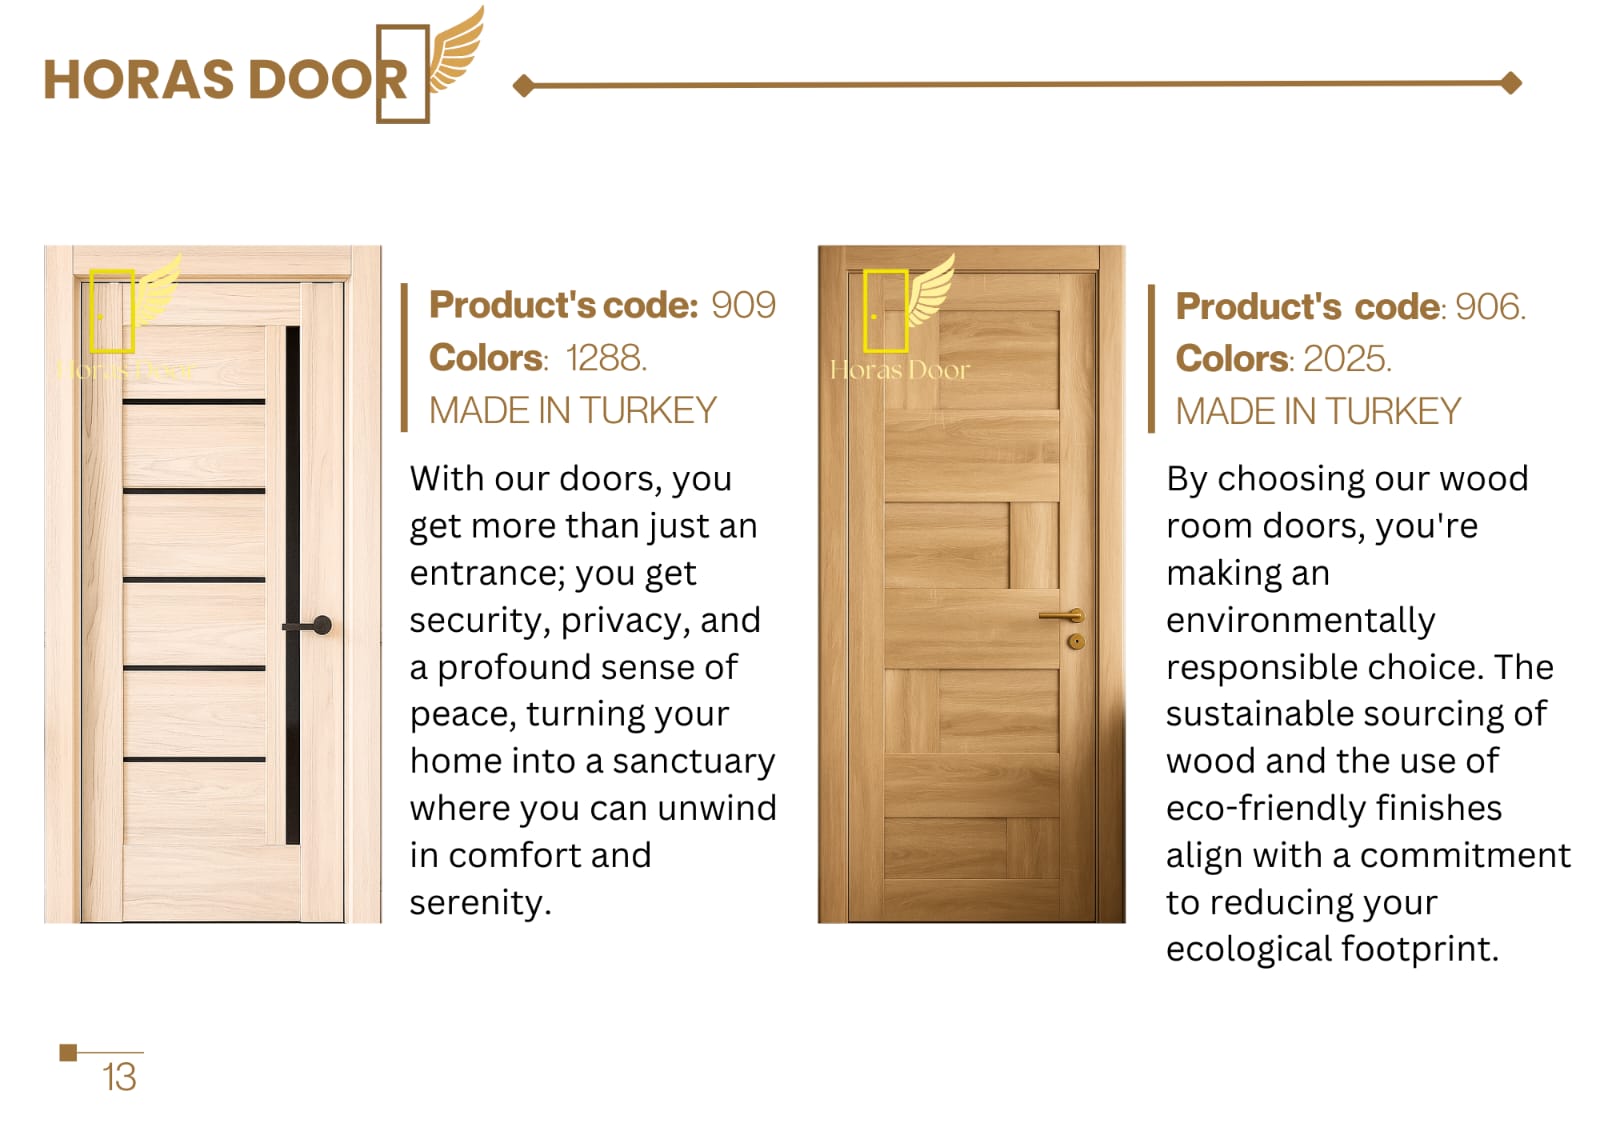 HORAS DOOR
Horas Door
Product's code: 909
Colors: 1288.
MADE IN TURKEY
With our doors, you
get more than just an
entrance; you get
security, privacy, and
a profound sense of
peace, turning your
home into a sanctuary
where you can unwind
in comfort and
serenity.
Horas Door
Product's code: 906.
Colors: 2025.
MADE IN TURKEY
By choosing our wood
room doors, you're
making an
environmentally
responsible choice. The
sustainable sourcing of
wood and the use of
eco-friendly finishes
align with a commitment
to reducing your
ecological footprint.
13